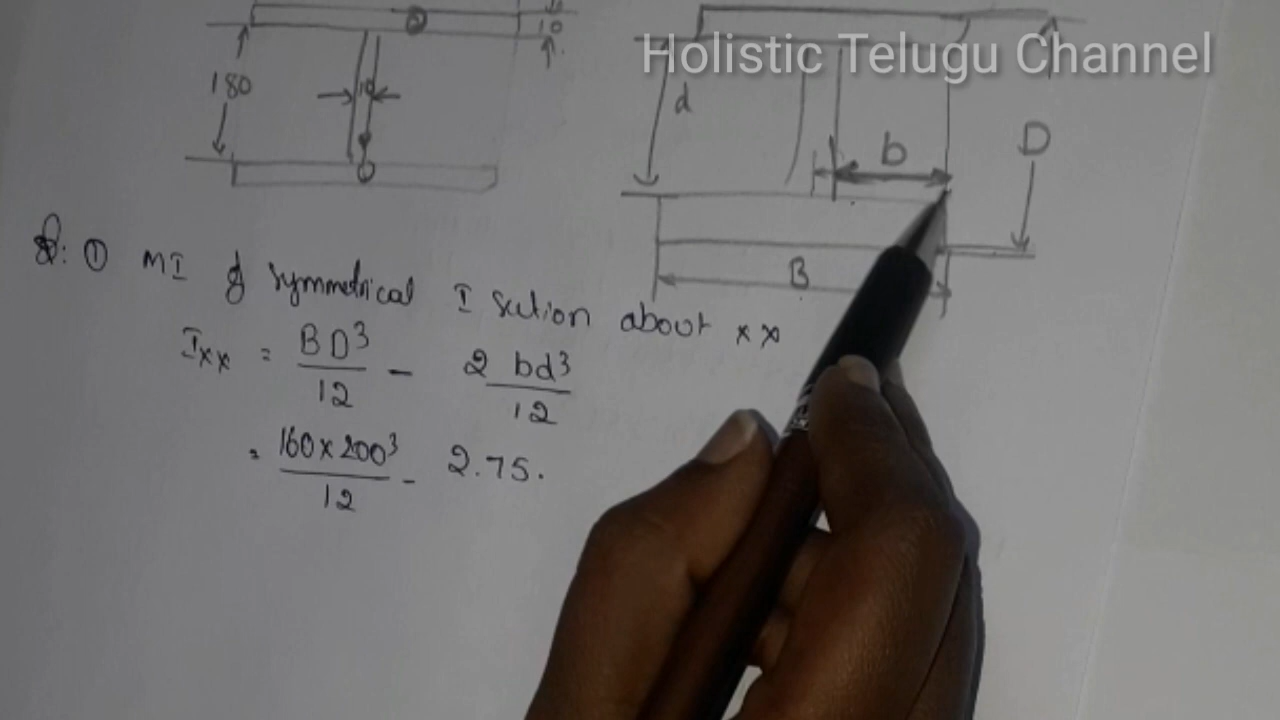 Holistic Telugu Channel
10
180
10
d
b
D
B
① MI of symmetrical I section about xx
Ixx = BD³/12 - 2 bd³/12
= 160×200³/12 - 2.75.